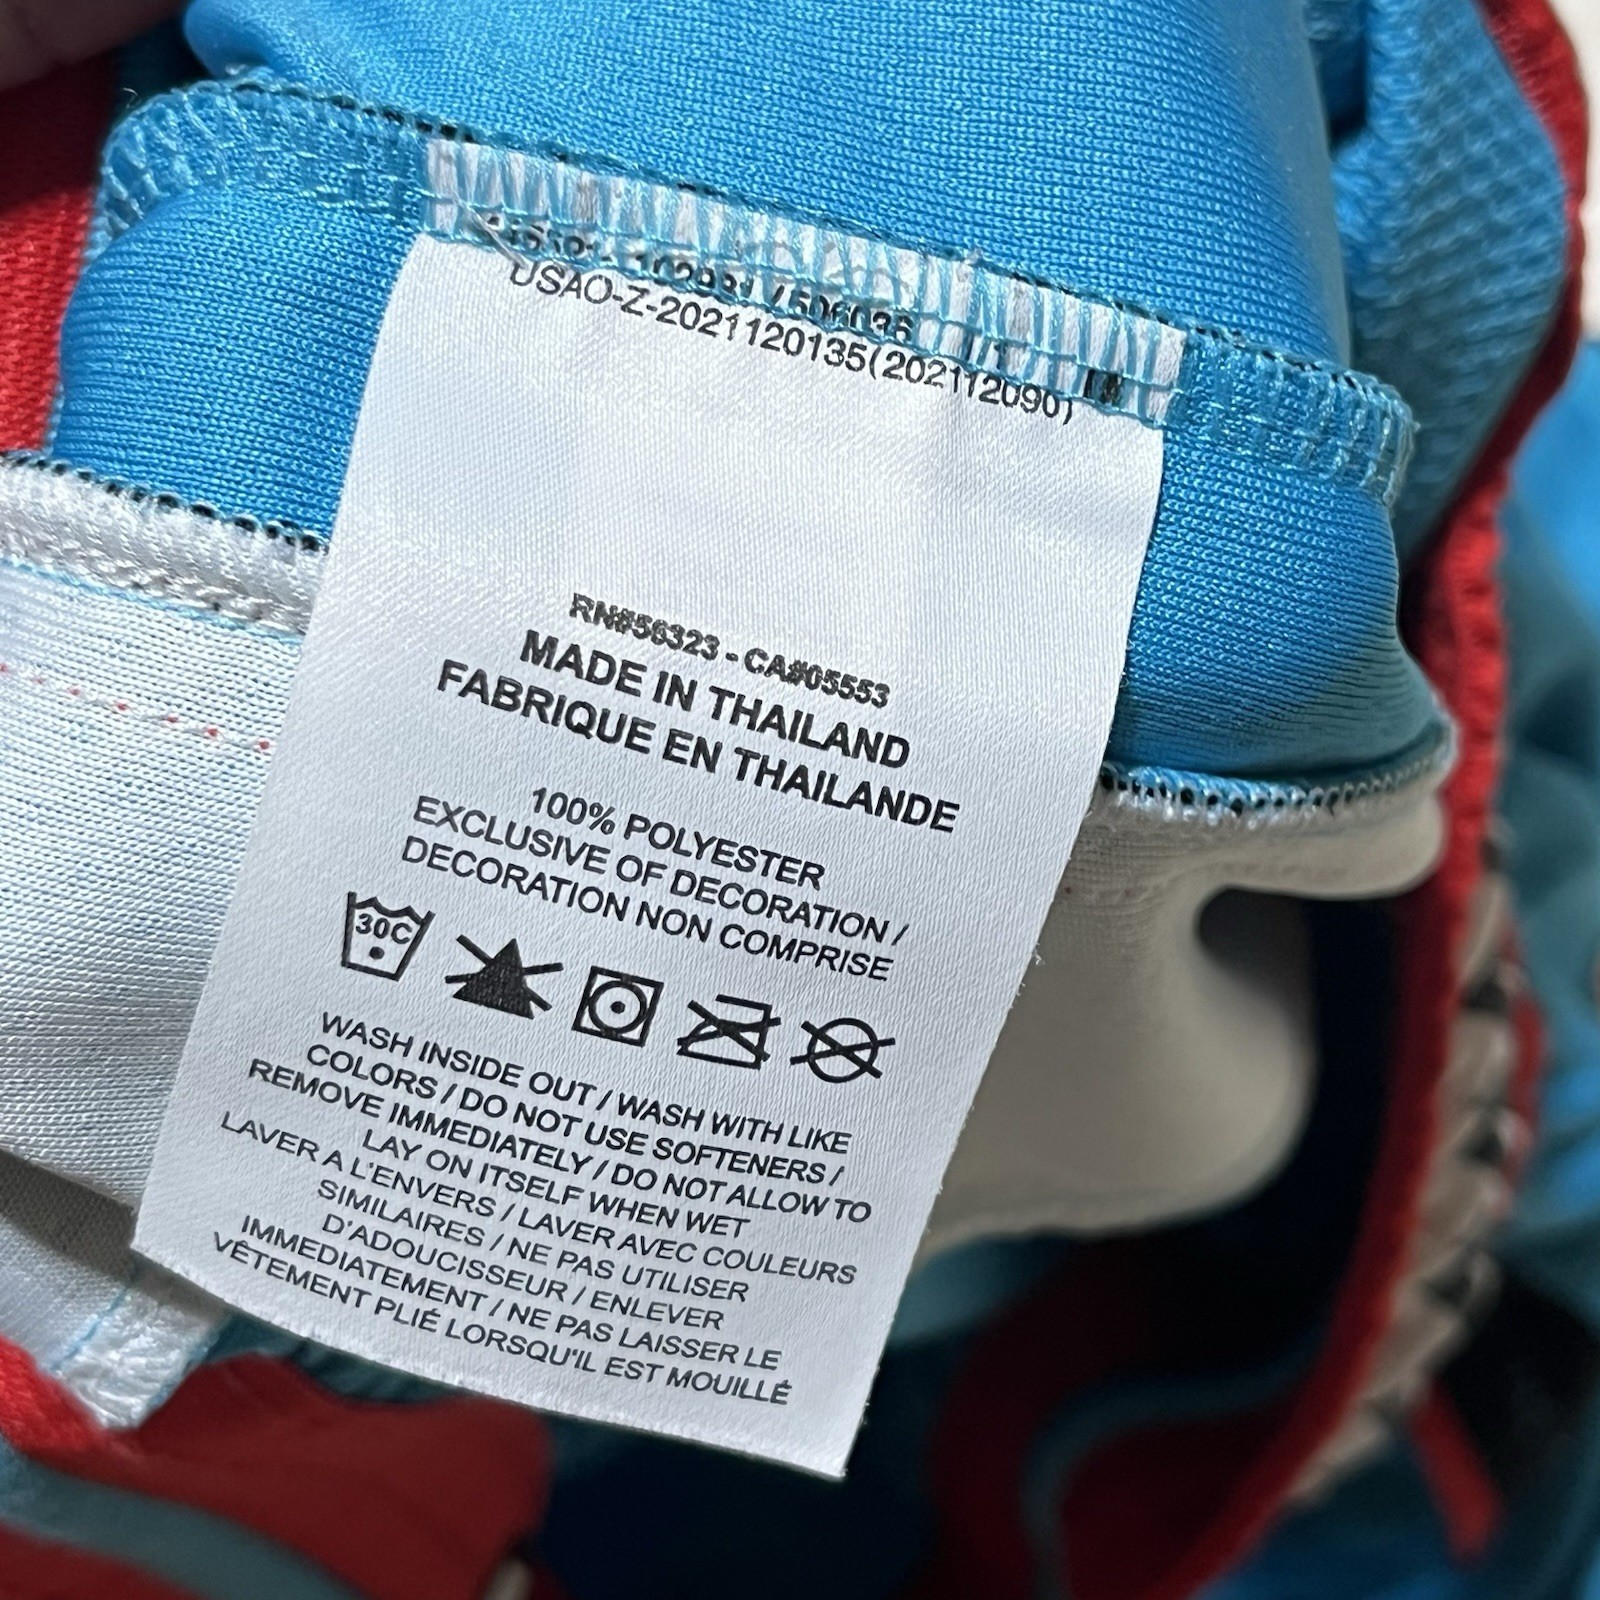 USAO-Z-2021120135(202112090)
RN#56323 - CA#05553
MADE IN THAILAND
FABRIQUE EN THAILANDE
100% POLYESTER
EXCLUSIVE OF DECORATION /
DECORATION NON COMPRISE
30C
WASH INSIDE OUT / WASH WITH LIKE
COLORS / DO NOT USE SOFTENERS /
REMOVE IMMEDIATELY / DO NOT ALLOW TO
LAY ON ITSELF WHEN WET
LAVER A L'ENVERS / LAVER AVEC COULEURS
SIMILAIRES / NE PAS UTILISER
D'ADOUCISSEUR / ENLEVER
IMMEDIATEMENT / NE PAS LAISSER LE
VÊTEMENT PLIÉ LORSQU'IL EST MOUILLÉ